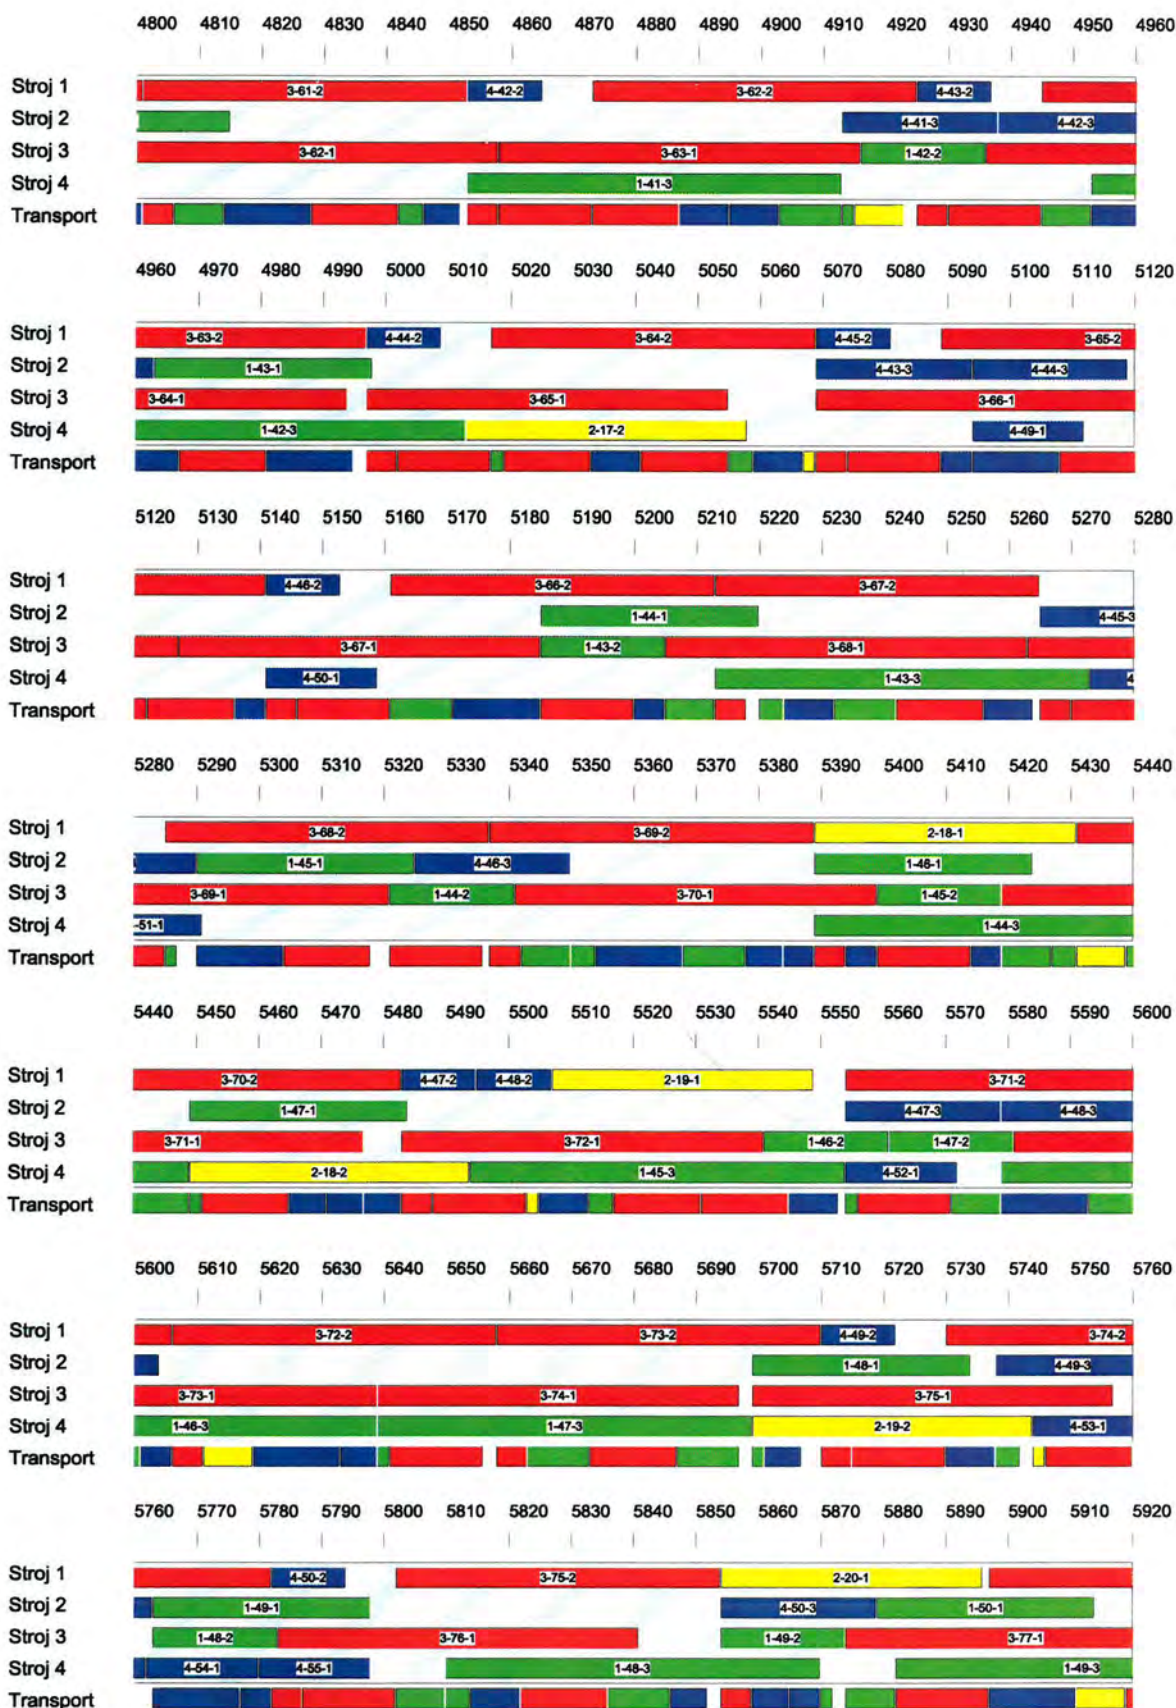 4800 4810 4820 4830 4840 4850 4860 4870 4880 4890 4900 4910 4920 4930 4940 4950 4960
Stroj 1 3-61-2 4-42-2 3-62-2 4-43-2
Stroj 2 4-41-3 4-42-3
Stroj 3 3-62-1 3-63-1 1-42-2
Stroj 4 1-41-3
Transport
4960 4970 4980 4990 5000 5010 5020 5030 5040 5050 5060 5070 5080 5090 5100 5110 5120
Stroj 1 3-63-2 4-44-2 3-64-2 4-45-2 3-65-2
Stroj 2 1-43-1 4-43-3 4-44-3
Stroj 3 3-64-1 3-65-1 3-66-1
Stroj 4 1-42-3 2-17-2 4-49-1
Transport
5120 5130 5140 5150 5160 5170 5180 5190 5200 5210 5220 5230 5240 5250 5260 5270 5280
Stroj 1 4-46-2 3-66-2 3-67-2
Stroj 2 1-44-1 4-45-3
Stroj 3 3-67-1 1-43-2 3-68-1
Stroj 4 4-50-1 1-43-3 4
Transport
5280 5290 5300 5310 5320 5330 5340 5350 5360 5370 5380 5390 5400 5410 5420 5430 5440
Stroj 1 3-68-2 3-69-2 2-18-1
Stroj 2 1-45-1 4-46-3 1-46-1
Stroj 3 3-69-1 1-44-2 3-70-1 1-45-2
Stroj 4 -51-1 1-44-3
Transport
5440 5450 5460 5470 5480 5490 5500 5510 5520 5530 5540 5550 5560 5570 5580 5590 5600
Stroj 1 3-70-2 4-47-2 4-48-2 2-19-1 3-71-2
Stroj 2 1-47-1 4-47-3 4-48-3
Stroj 3 3-71-1 3-72-1 1-46-2 1-47-2
Stroj 4 2-18-2 1-45-3 4-52-1
Transport
5600 5610 5620 5630 5640 5650 5660 5670 5680 5690 5700 5710 5720 5730 5740 5750 5760
Stroj 1 3-72-2 3-73-2 4-49-2 3-74-2
Stroj 2 1-48-1 4-49-3
Stroj 3 3-73-1 3-74-1 3-75-1
Stroj 4 1-46-3 1-47-3 2-19-2 4-53-1
Transport
5760 5770 5780 5790 5800 5810 5820 5830 5840 5850 5860 5870 5880 5890 5900 5910 5920
Stroj 1 4-50-2 3-75-2 2-20-1
Stroj 2 1-49-1 4-50-3 1-50-1
Stroj 3 1-48-2 3-76-1 1-49-2 3-77-1
Stroj 4 4-54-1 4-55-1 1-48-3 1-49-3
Transport